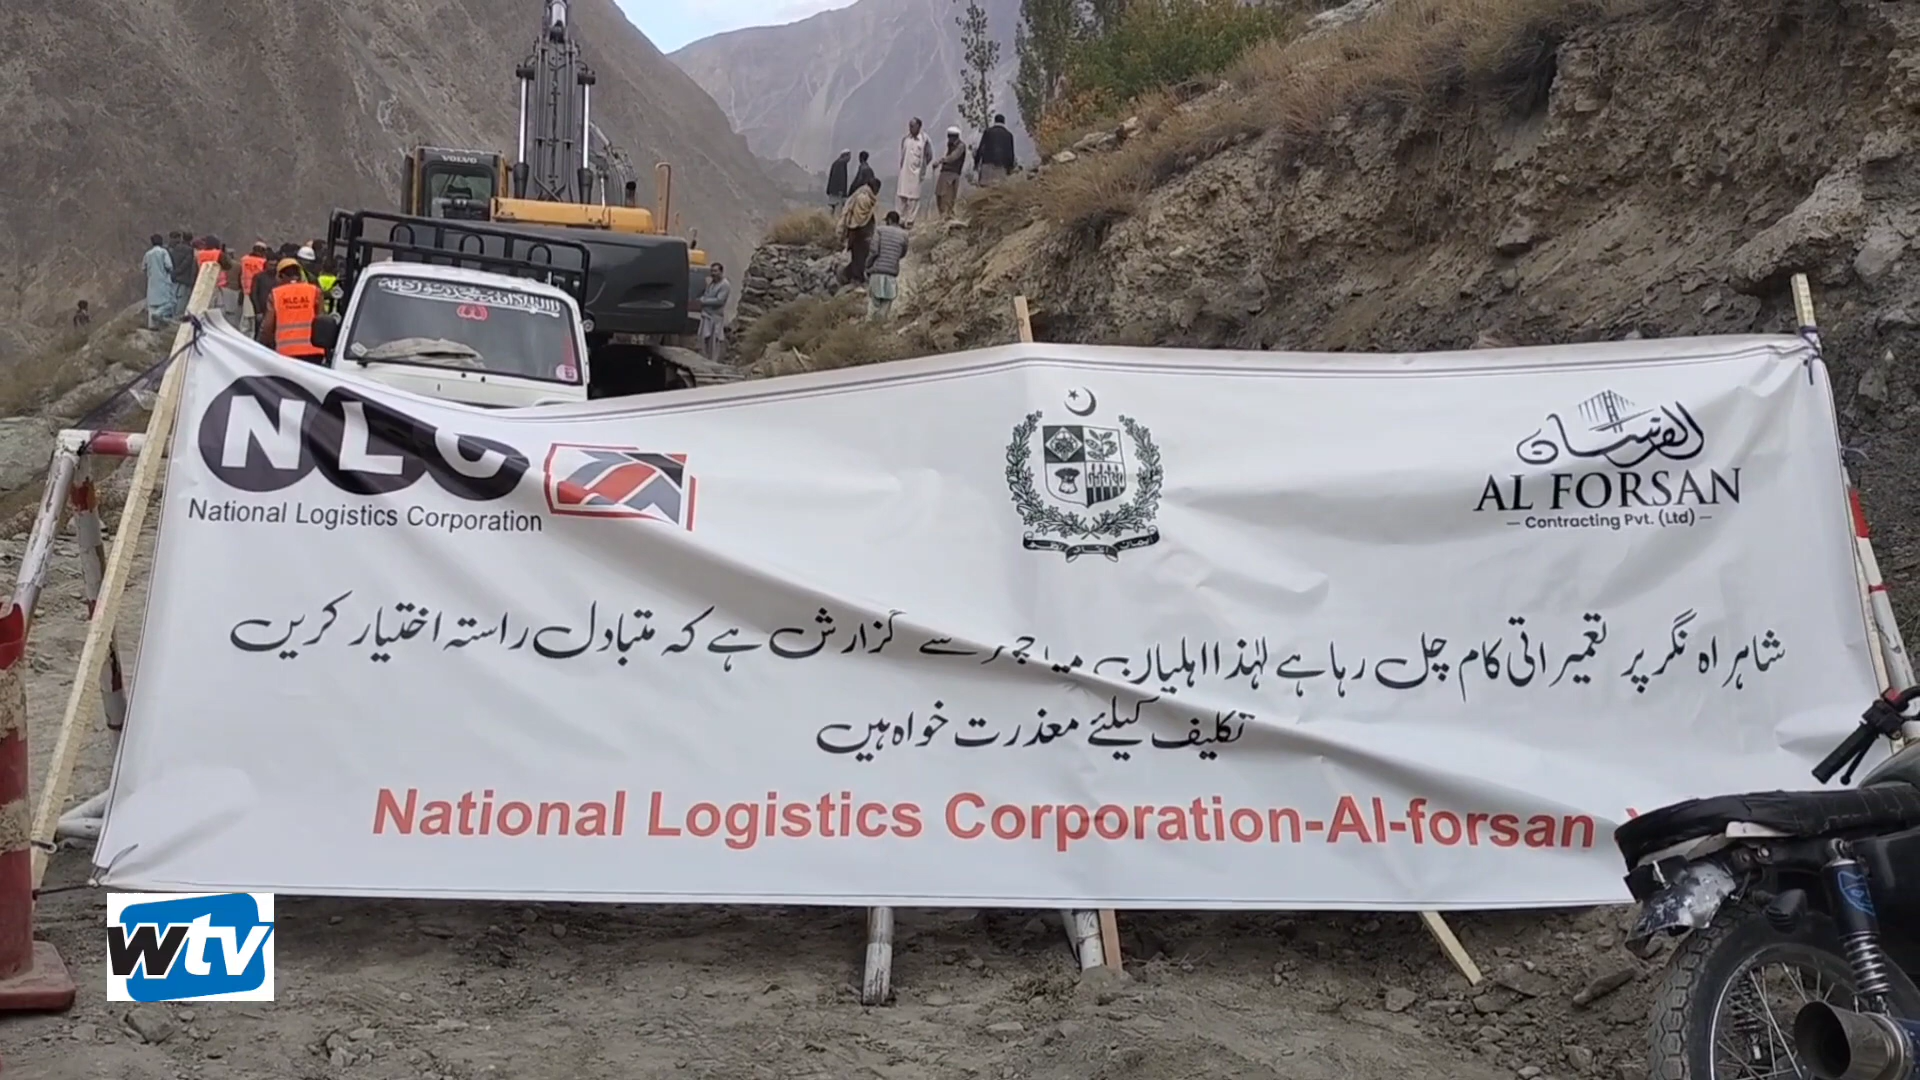 VOLVO
NLC
National Logistics Corporation
الفرسان
AL FORSAN
Contracting Pvt. (Ltd)
شاہراہ نگر پر تعمیراتی کام چل رہا ہے لہٰذا اہلیان سے گزارش ہے کہ متبادل راستہ اختیار کریں
تکلیف کیلئے معذرت خواہ ہیں
National Logistics Corporation-Al-forsan
wtv